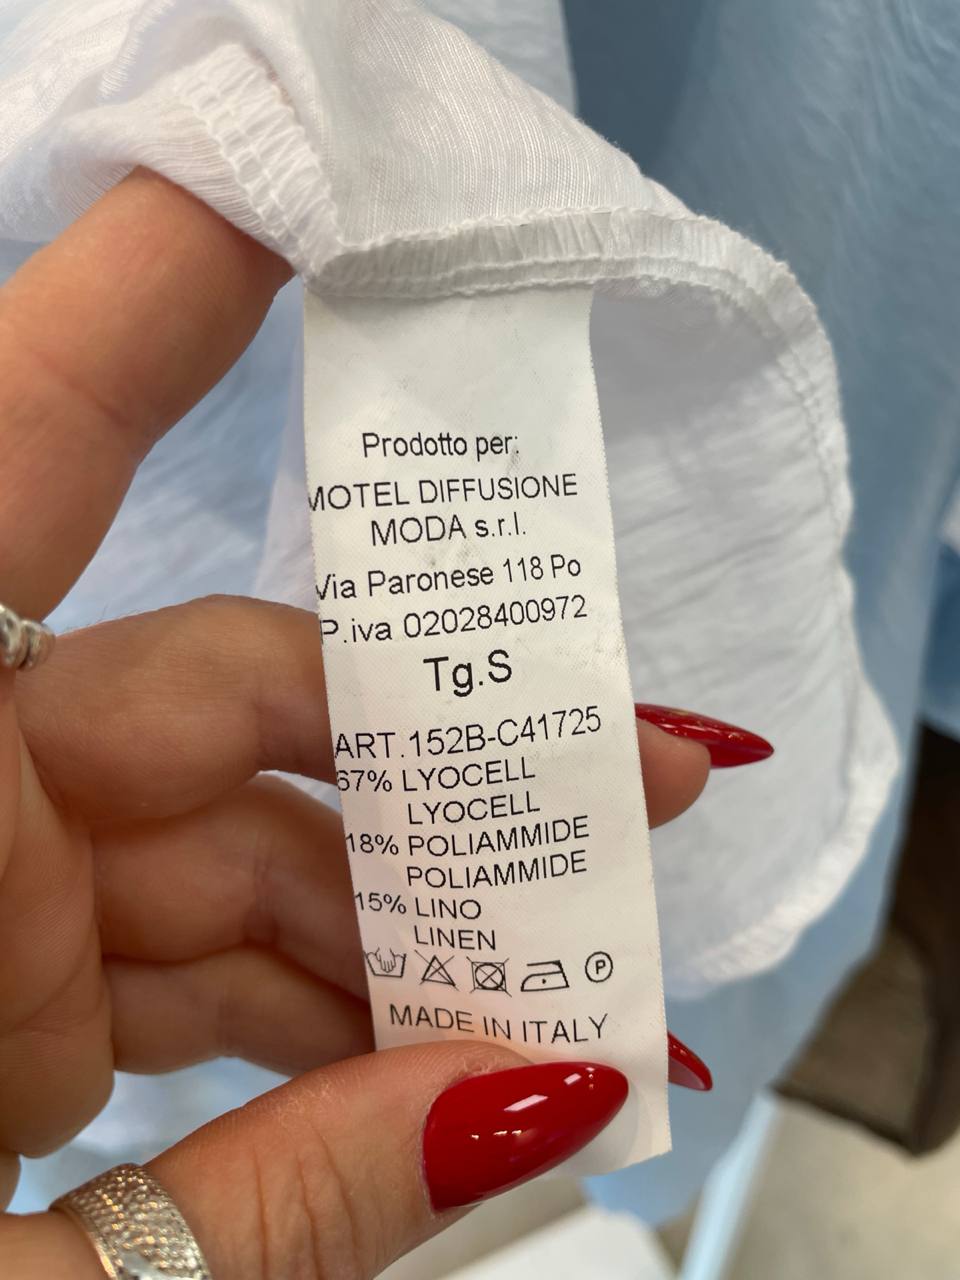 Prodotto per:
MOTEL DIFFUSIONE
MODA s.r.l.
Via Paronese 118 Po
P.iva 02028400972
Tg.S
ART.152B-C41725
67% LYOCELL
LYOCELL
18% POLIAMMIDE
POLIAMMIDE
15% LINO
LINEN
P
MADE IN ITALY